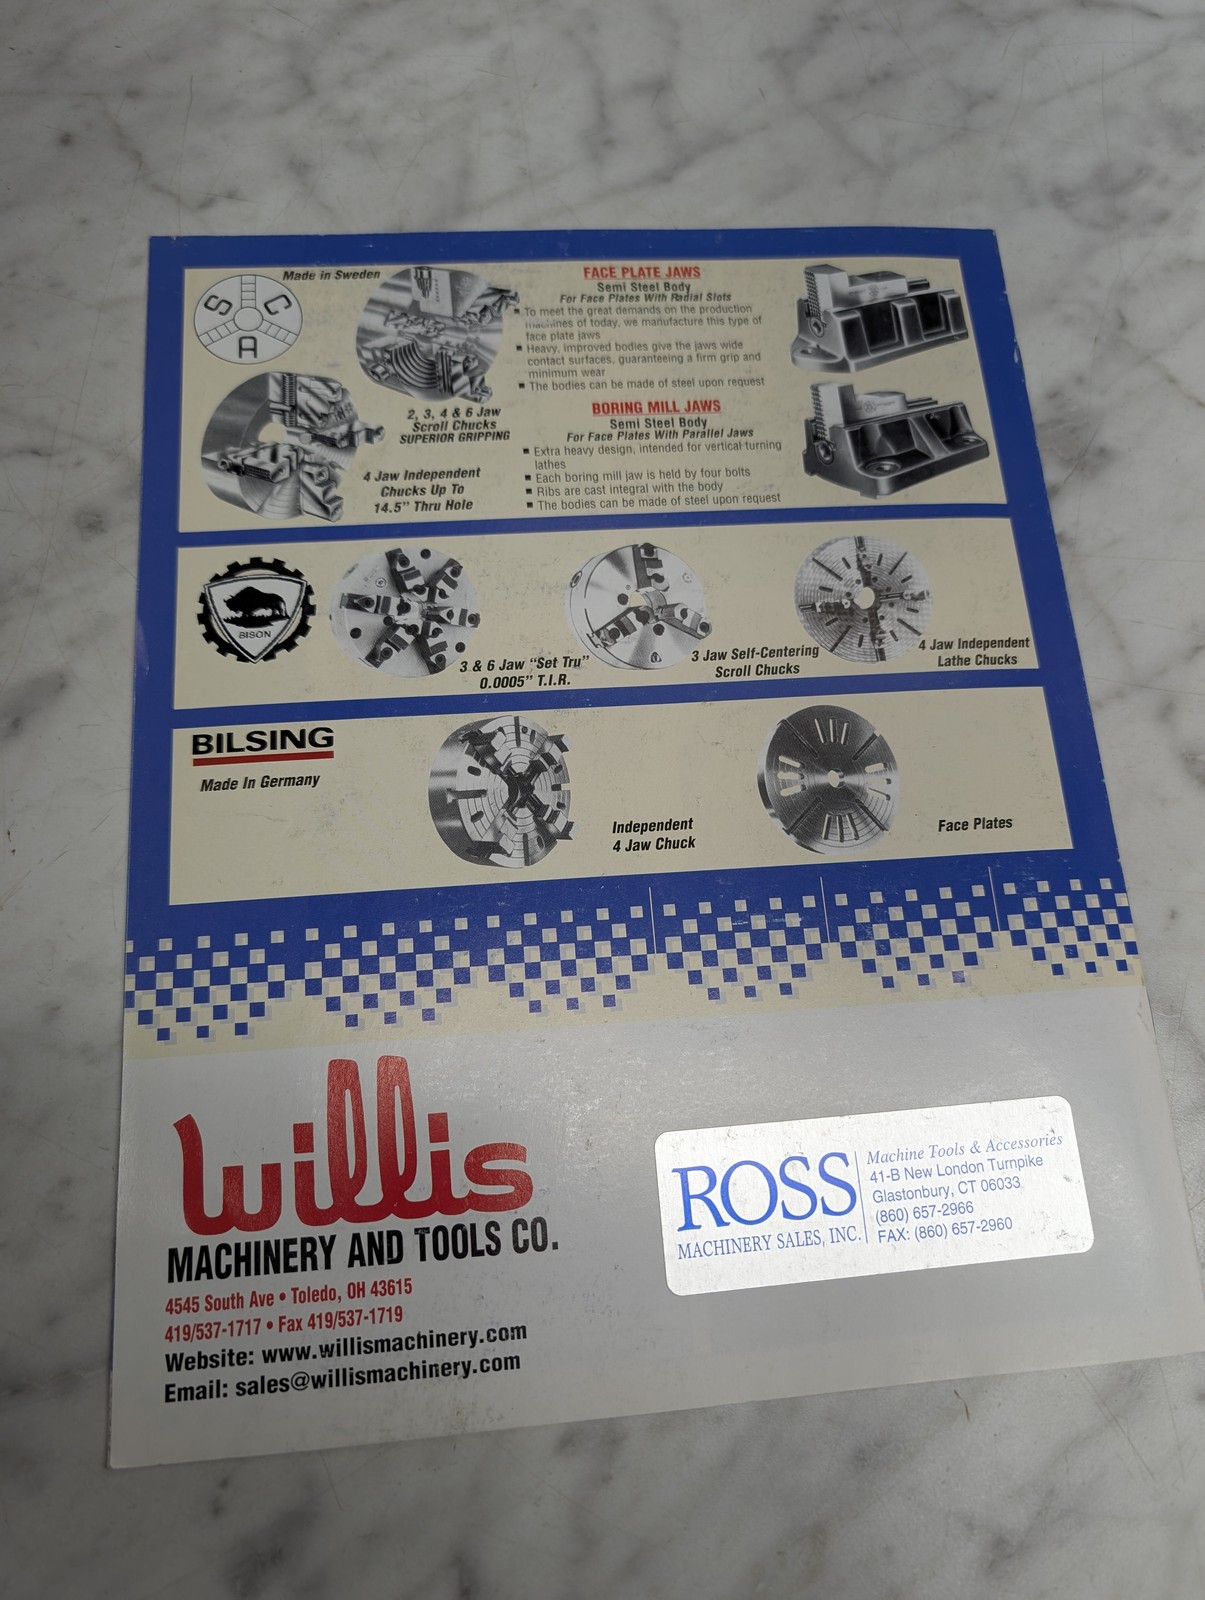 S C
A
Made in Sweden
2, 3, 4 & 6 Jaw
Scroll Chucks
SUPERIOR GRIPPING
4 Jaw Independent
Chucks Up To
14.5" Thru Hole
FACE PLATE JAWS
Semi Steel Body
For Face Plates With Radial Slots
■ To meet the great demands on the production
machines of today, we manufacture this type of
face plate jaws
■ Heavy, improved bodies give the jaws wide
contact surfaces, guaranteeing a firm grip and
minimum wear
■ The bodies can be made of steel upon request
BORING MILL JAWS
Semi Steel Body
For Face Plates With Parallel Jaws
■ Extra heavy design, intended for vertical turning
lathes
■ Each boring mill jaw is held by four bolts
■ Ribs are cast integral with the body
■ The bodies can be made of steel upon request
BISON
3 & 6 Jaw "Set Tru"
0.0005" T.I.R.
3 Jaw Self-Centering
Scroll Chucks
4 Jaw Independent
Lathe Chucks
BILSING
Made In Germany
Independent
4 Jaw Chuck
Face Plates
Willis
MACHINERY AND TOOLS CO.
4545 South Ave • Toledo, OH 43615
419/537-1717 • Fax 419/537-1719
Website: www.willismachinery.com
Email: sales@willismachinery.com
ROSS
MACHINERY SALES, INC.
Machine Tools & Accessories
41-B New London Turnpike
Glastonbury, CT 06033
(860) 657-2966
FAX: (860) 657-2960